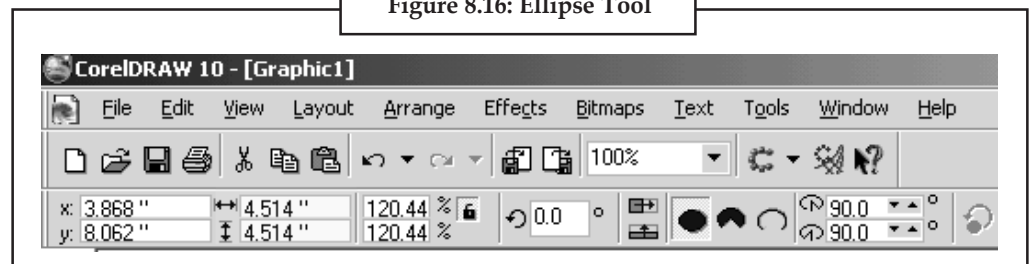 Figure 8.16: Ellipse Tool
CorelDRAW 10 - [Graphic1]
File Edit View Layout Arrange Effects Bitmaps Text Tools Window Help
100%
x: 3.868 " 4.514 " 120.44 % 0.0 ° 90.0 °
y: 8.062 " 4.514 " 120.44 % 90.0 °